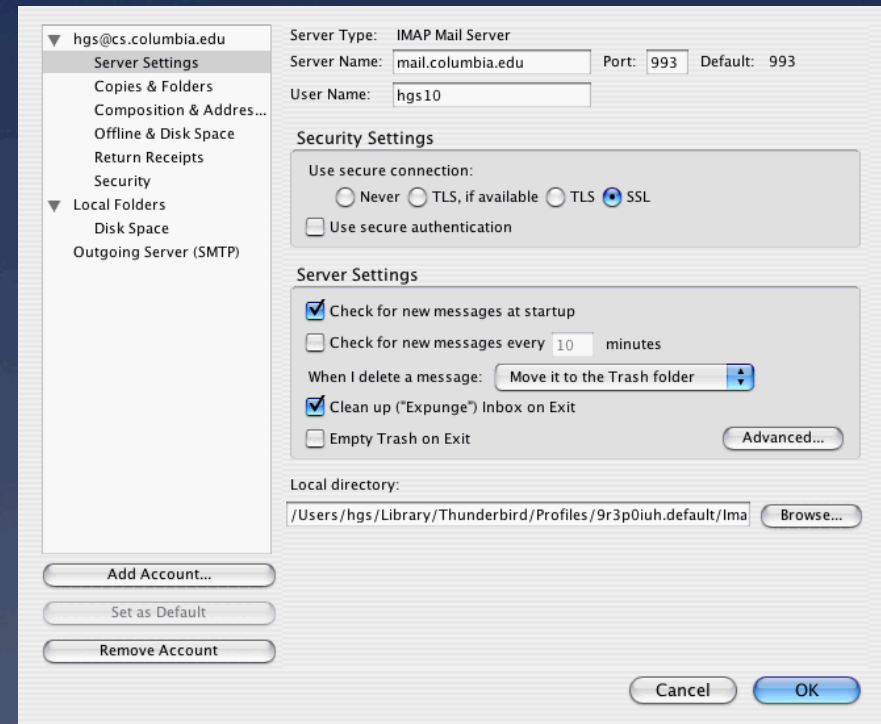 hgs@cs.columbia.edu
Server Settings
Copies & Folders
Composition & Addres...
Offline & Disk Space
Return Receipts
Security
Local Folders
Disk Space
Outgoing Server (SMTP)
Add Account...
Set as Default
Remove Account
Server Type: IMAP Mail Server
Server Name: mail.columbia.edu Port: 993 Default: 993
User Name: hgs10
Security Settings
Use secure connection:
Never TLS, if available TLS SSL
Use secure authentication
Server Settings
Check for new messages at startup
Check for new messages every 10 minutes
When I delete a message: Move it to the Trash folder
Clean up ("Expunge") Inbox on Exit
Empty Trash on Exit Advanced...
Local directory:
/Users/hgs/Library/Thunderbird/Profiles/9r3p0iuh.default/Ima Browse...
Cancel OK